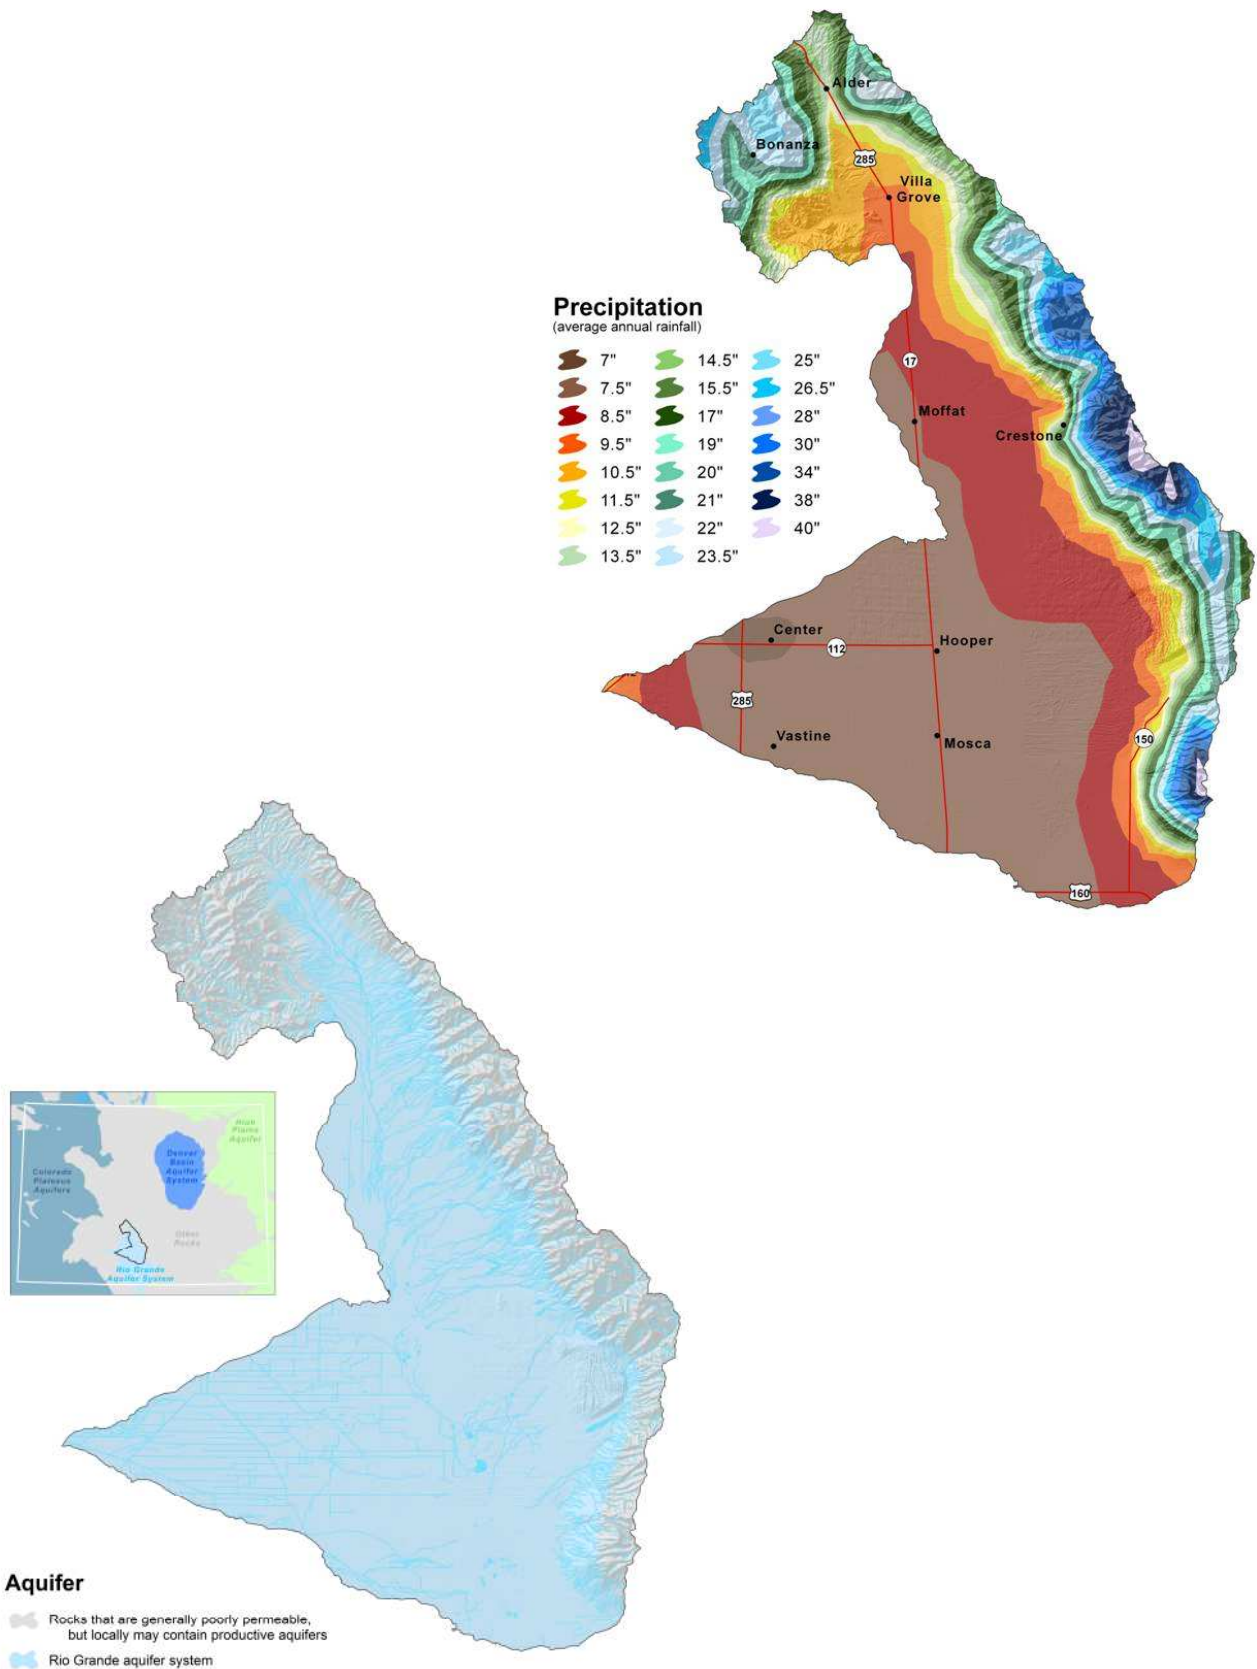 Alder
Bonanza
285
Villa
Grove
Precipitation
(average annual rainfall)
7" 14.5" 25"
7.5" 15.5" 26.5"
8.5" 17" 28"
9.5" 19" 30"
10.5" 20" 34"
11.5" 21" 38"
12.5" 22" 40"
13.5" 23.5"
17
Moffat
Crestone
Center
Hooper
112
285
Vastine
Mosca
150
160
High
Plains
Aquifer
Denver
Basin
Aquifer
System
Colorado
Plateaus
Aquifers
Other
Rocks
Rio Grande
Aquifer System
Aquifer
Rocks that are generally poorly permeable,
but locally may contain productive aquifers
Rio Grande aquifer system